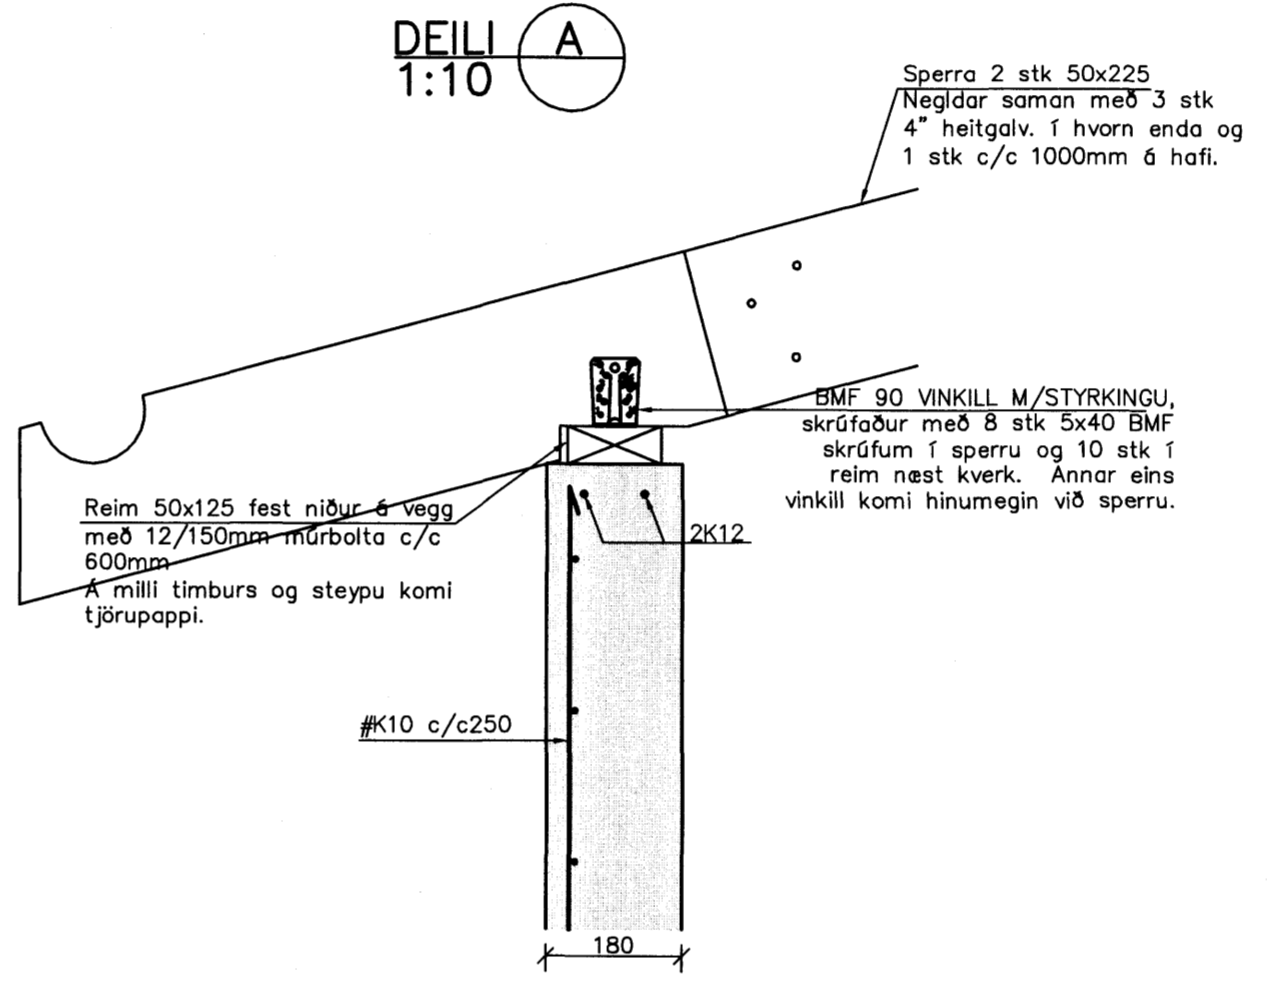 DEILI A
1:10
Sperra 2 stk 50x225
Negldar saman með 3 stk
4" heitgalv. í hvorn enda og
1 stk c/c 1000mm á hafi.
BMF 90 VINKILL M/STYRKINGU,
skrúfaður með 8 stk 5x40 BMF
skrúfum í sperru og 10 stk í
reim næst kverk. Annar eins
vinkill komi hinumegin við sperru.
Reim 50x125 fest niður á vegg
með 12/150mm múrbolta c/c
600mm
Á milli timburs og steypu komi
tjörupappi.
2K12
#K10 c/c250
180